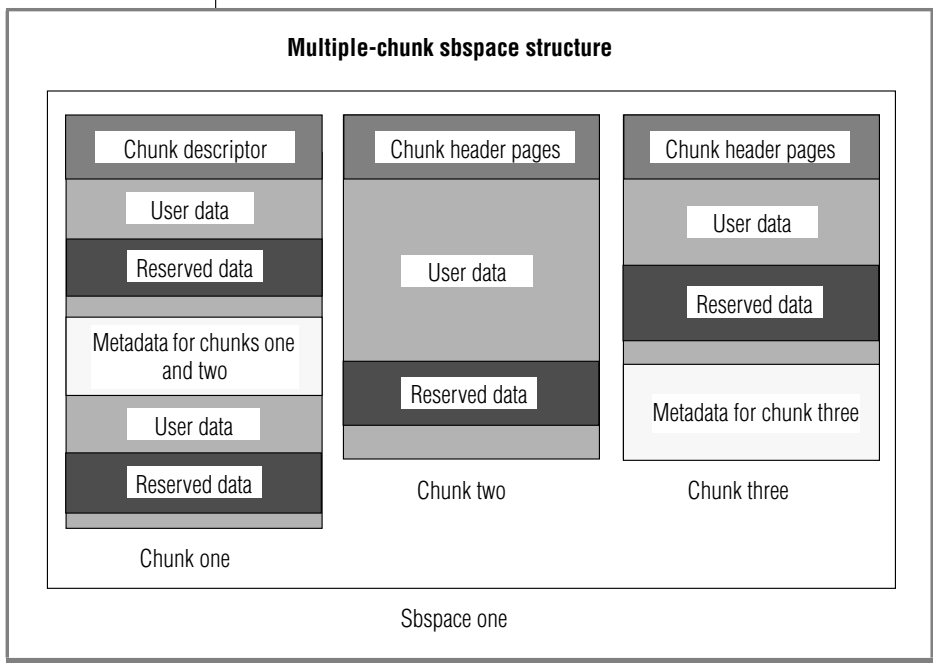 Multiple-chunk sbspace structure
Chunk descriptor
User data
Reserved data
Metadata for chunks one
and two
User data
Reserved data
Chunk one
Chunk header pages
User data
Reserved data
Chunk two
Chunk header pages
User data
Reserved data
Metadata for chunk three
Chunk three
Sbspace one